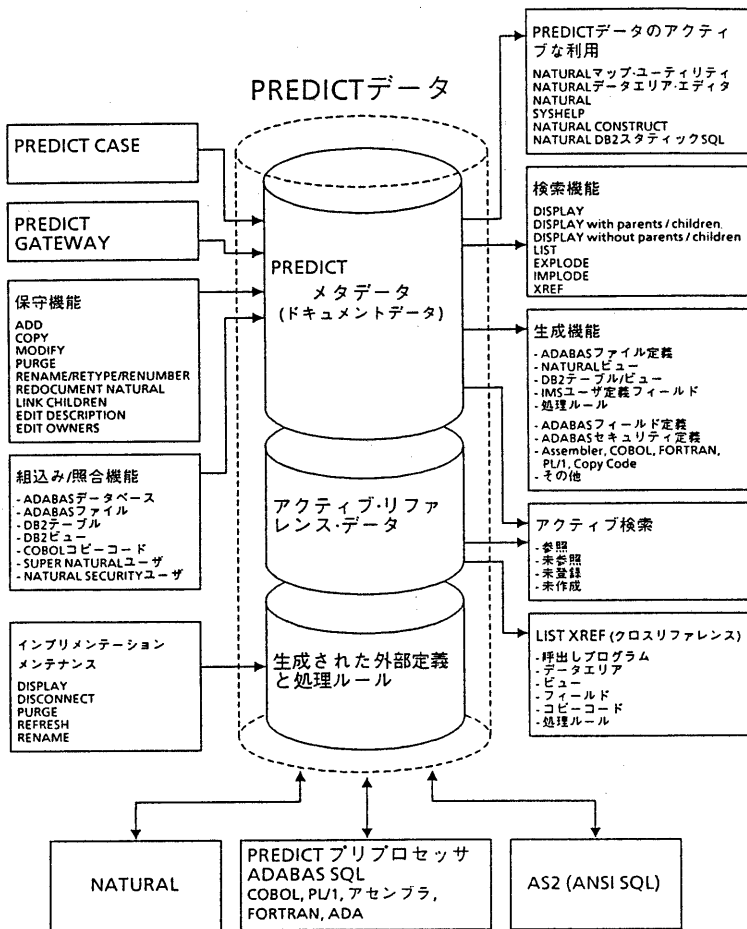 PREDICTデータ
PREDICT CASE
PREDICT
GATEWAY
保守機能
ADD
COPY
MODIFY
PURGE
RENAME/RETYPE/RENUMBER
REDOCUMENT NATURAL
LINK CHILDREN
EDIT DESCRIPTION
EDIT OWNERS
組込み/照合機能
- ADABASデータベース
- ADABASファイル
- DB2テーブル
- DB2ビュー
- COBOLコピーコード
- SUPER NATURALユーザ
- NATURAL SECURITYユーザ
インプリメンテーション
メンテナンス
DISPLAY
DISCONNECT
PURGE
REFRESH
RENAME
PREDICT
メタデータ
(ドキュメントデータ)
アクティブ・リファ
レンス・データ
生成された外部定義
と処理ルール
PREDICTデータのアクティ
ブな利用
NATURALマップ・ユーティリティ
NATURALデータエリア・エディタ
NATURAL
SYSHELP
NATURAL CONSTRUCT
NATURAL DB2スタティックSQL
検索機能
DISPLAY
DISPLAY with parents / children
DISPLAY without parents / children
LIST
EXPLODE
IMPLODE
XREF
生成機能
- ADABASファイル定義
- NATURALビュー
- DB2テーブル/ビュー
- IMSユーザ定義フィールド
- 処理ルール
- ADABASフィールド定義
- ADABASセキュリティ定義
- Assembler, COBOL, FORTRAN,
PL/1, Copy Code
- その他
アクティブ検索
- 参照
- 未参照
- 未登録
- 未作成
LIST XREF (クロスリファレンス)
- 呼出しプログラム
- データエリア
- ビュー
- フィールド
- コピーコード
- 処理ルール
NATURAL
PREDICT プリプロセッサ
ADABAS SQL
COBOL, PL/1, アセンブラ,
FORTRAN, ADA
AS2 (ANSI SQL)